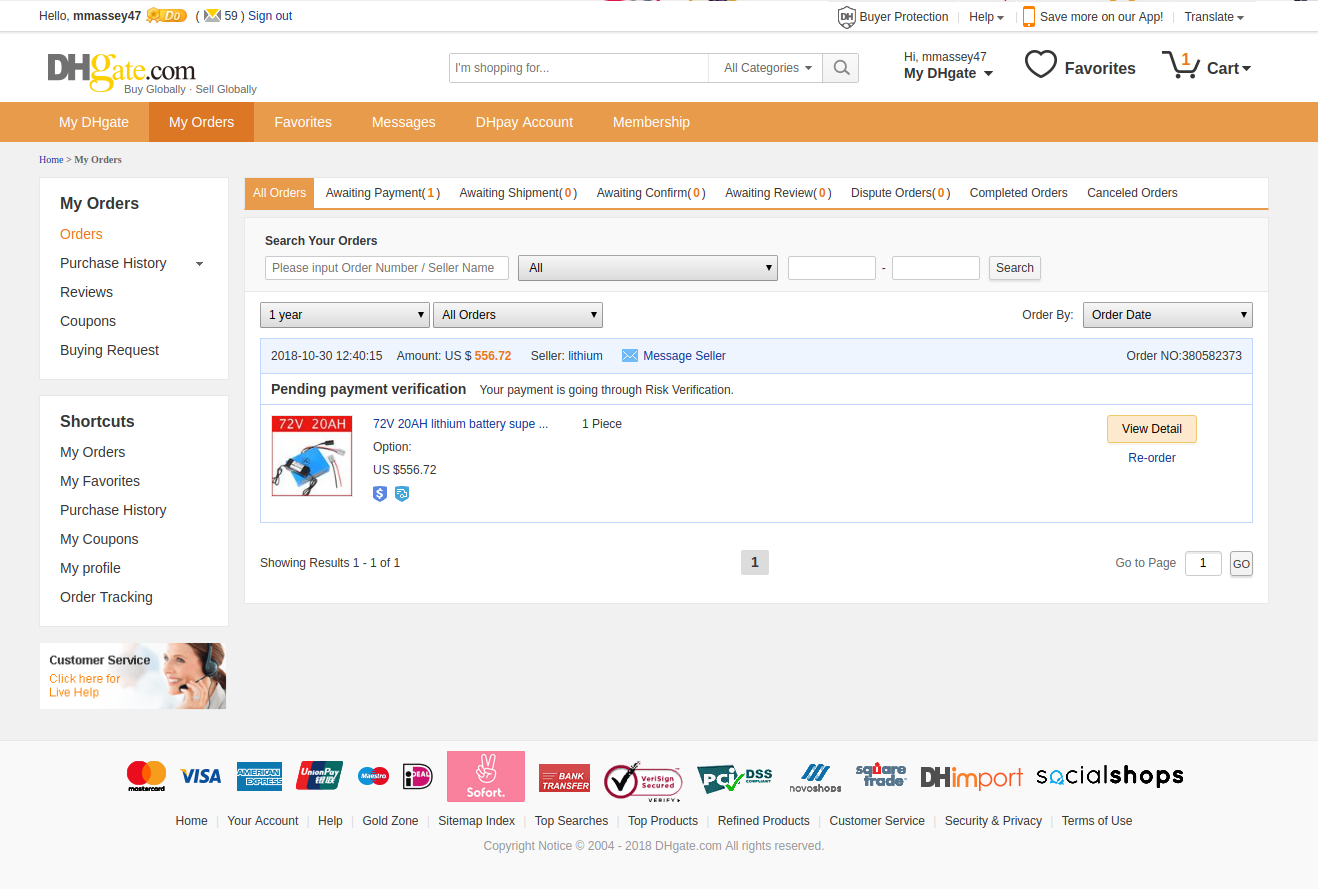 Hello, mmassey47 Do ( 59 ) Sign out
DH Buyer Protection Help Save more on our App! Translate
DHgate.com
Buy Globally · Sell Globally
I'm shopping for... All Categories
Hi, mmassey47
My DHgate
Favorites
1 Cart
My DHgate My Orders Favorites Messages DHpay Account Membership
Home > My Orders
My Orders
Orders
Purchase History
Reviews
Coupons
Buying Request
Shortcuts
My Orders
My Favorites
Purchase History
My Coupons
My profile
Order Tracking
Customer Service
Click here for
Live Help
All Orders Awaiting Payment( 1 ) Awaiting Shipment( 0 ) Awaiting Confirm( 0 ) Awaiting Review( 0 ) Dispute Orders( 0 ) Completed Orders Canceled Orders
Search Your Orders
Please input Order Number / Seller Name All - Search
1 year All Orders Order By: Order Date
2018-10-30 12:40:15 Amount: US $ 556.72 Seller: lithium Message Seller Order NO:380582373
Pending payment verification Your payment is going through Risk Verification.
72V 20AH
72V 20AH lithium battery supe ... 1 Piece
Option:
US $556.72
$
View Detail
Re-order
Showing Results 1 - 1 of 1 1 Go to Page 1 GO
mastercard
VISA
AMERICAN
EXPRESS
UnionPay
银联
Maestro
iDEAL
Sofort.
BANK
TRANSFER
VeriSign
Secured
VERIFY
PCI DSS
COMPLIANT
novoshops
square
trade
DHimport
socialshops
Home Your Account Help Gold Zone Sitemap Index Top Searches Top Products Refined Products Customer Service Security & Privacy Terms of Use
Copyright Notice © 2004 - 2018 DHgate.com All rights reserved.